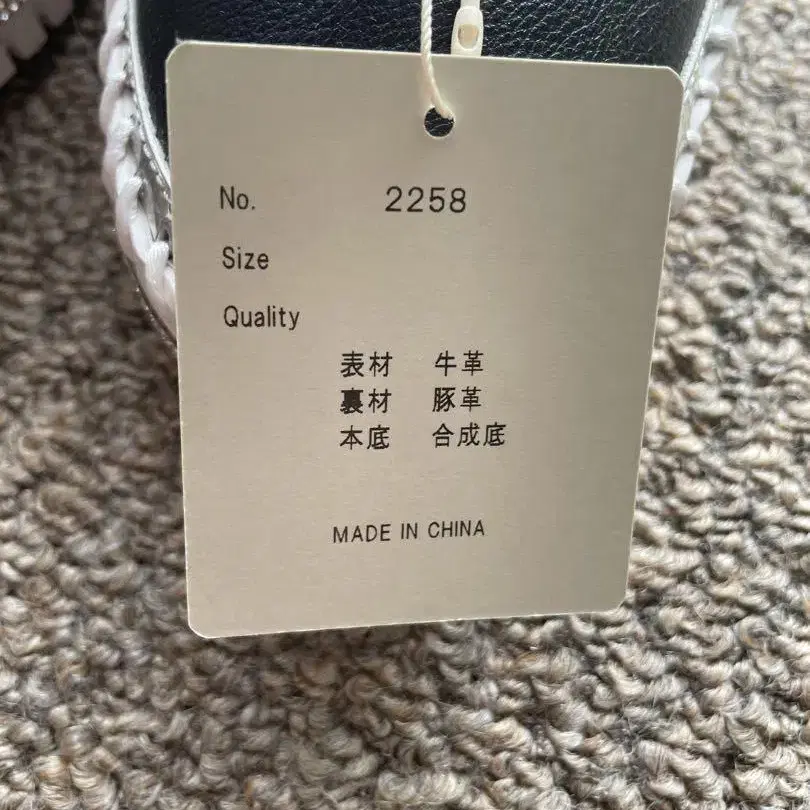 No. 2258
Size
Quality
表材 牛革
裏材 豚革
本底 合成底
MADE IN CHINA